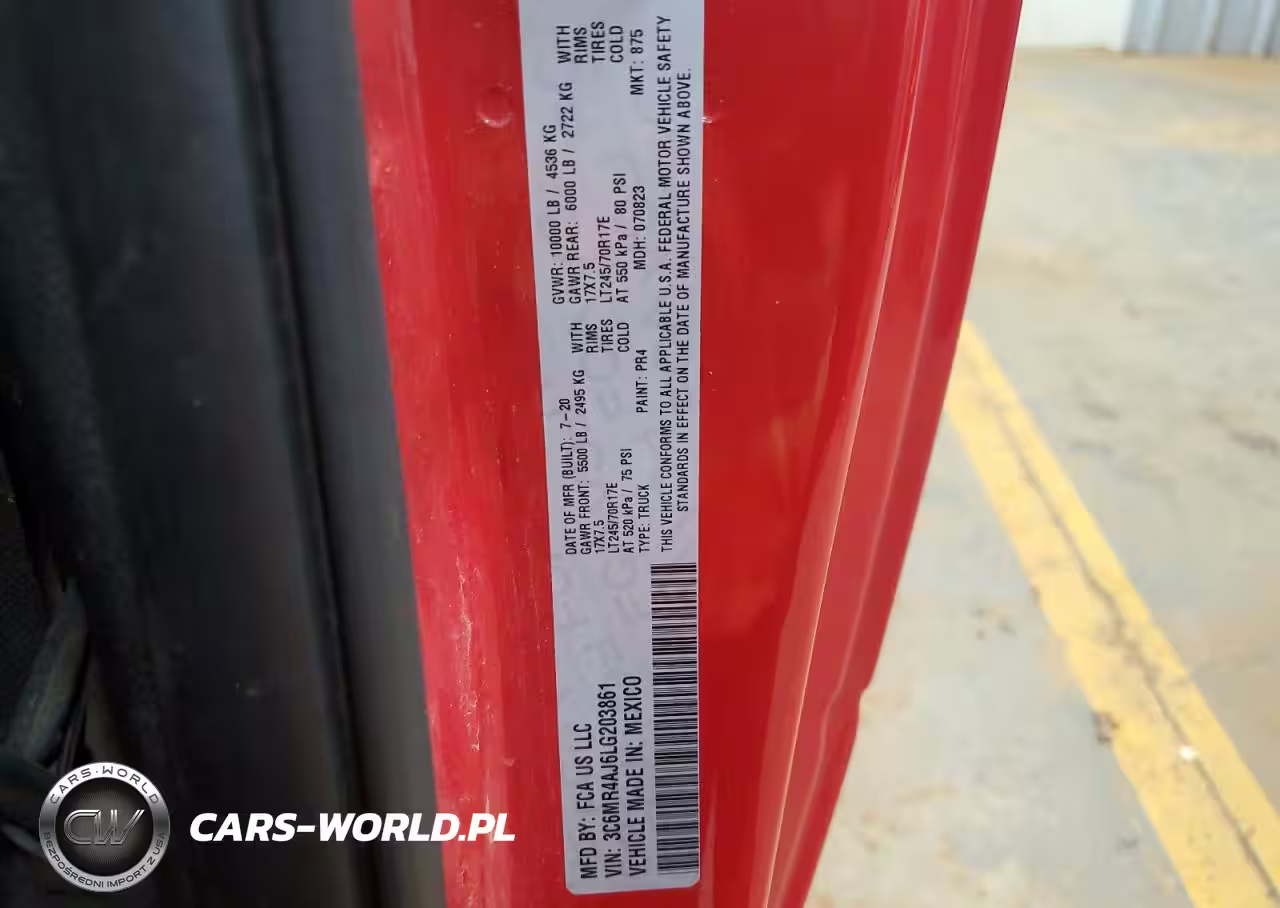 MFD BY: FCA US LLC
VIN: 3C6MR4AJ6LG203861
VEHICLE MADE IN: MEXICO
DATE OF MFR (BUILT): 7-20
GVWR: 10000 LB / 4536 KG
GAWR FRONT: 5500 LB / 2495 KG WITH
17X7.5 RIMS
LT245/70R17E TIRES
AT 520 kPa / 75 PSI COLD
GAWR REAR: 6000 LB / 2722 KG WITH
17X7.5 RIMS
LT245/70R17E TIRES
AT 550 kPa / 80 PSI COLD
TYPE: TRUCK PAINT: PR4 MDH: 070823 MKT: 875
THIS VEHICLE CONFORMS TO ALL APPLICABLE U.S.A. FEDERAL MOTOR VEHICLE SAFETY
STANDARDS IN EFFECT ON THE DATE OF MANUFACTURE SHOWN ABOVE.
CARS-WORLD
CW
BEZPOŚREDNI IMPORT Z USA
CARS-WORLD.PL